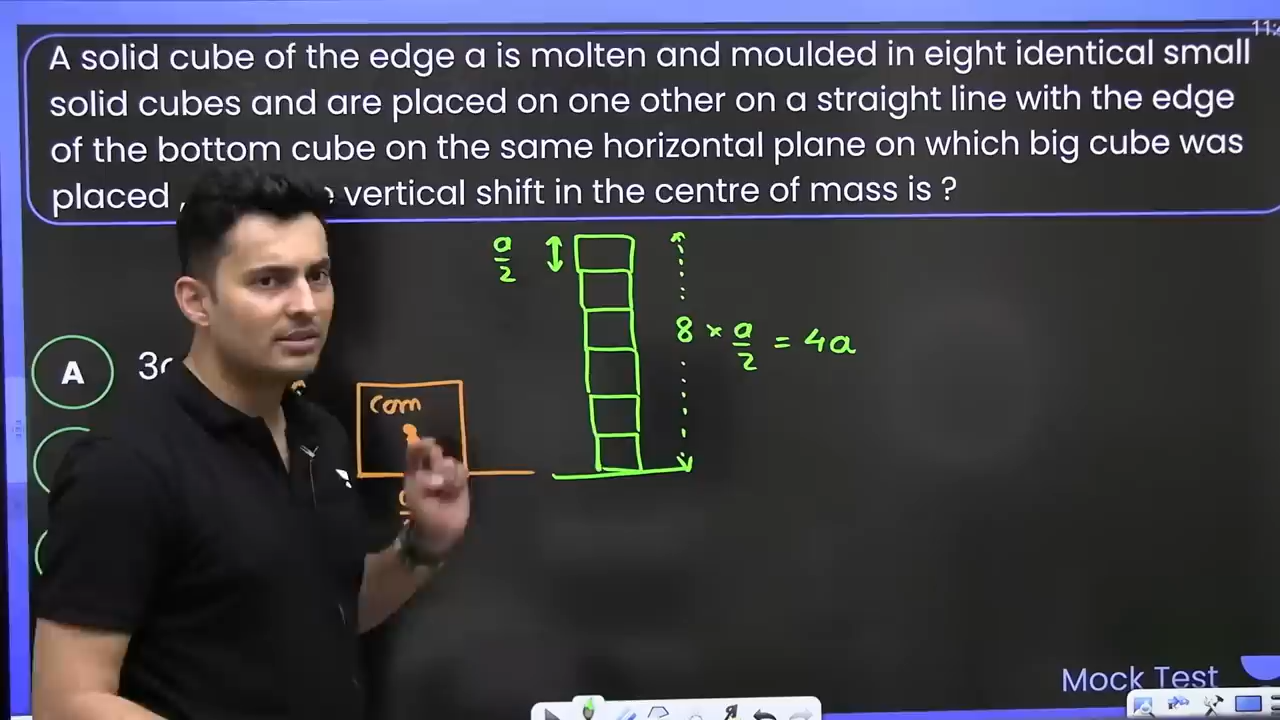 11:
A solid cube of the edge a is molten and moulded in eight identical small
solid cubes and are placed on one other on a straight line with the edge
of the bottom cube on the same horizontal plane on which big cube was
placed , vertical shift in the centre of mass is ?
a/2
8 × a/2 = 4a
A 3
com
Mock Test